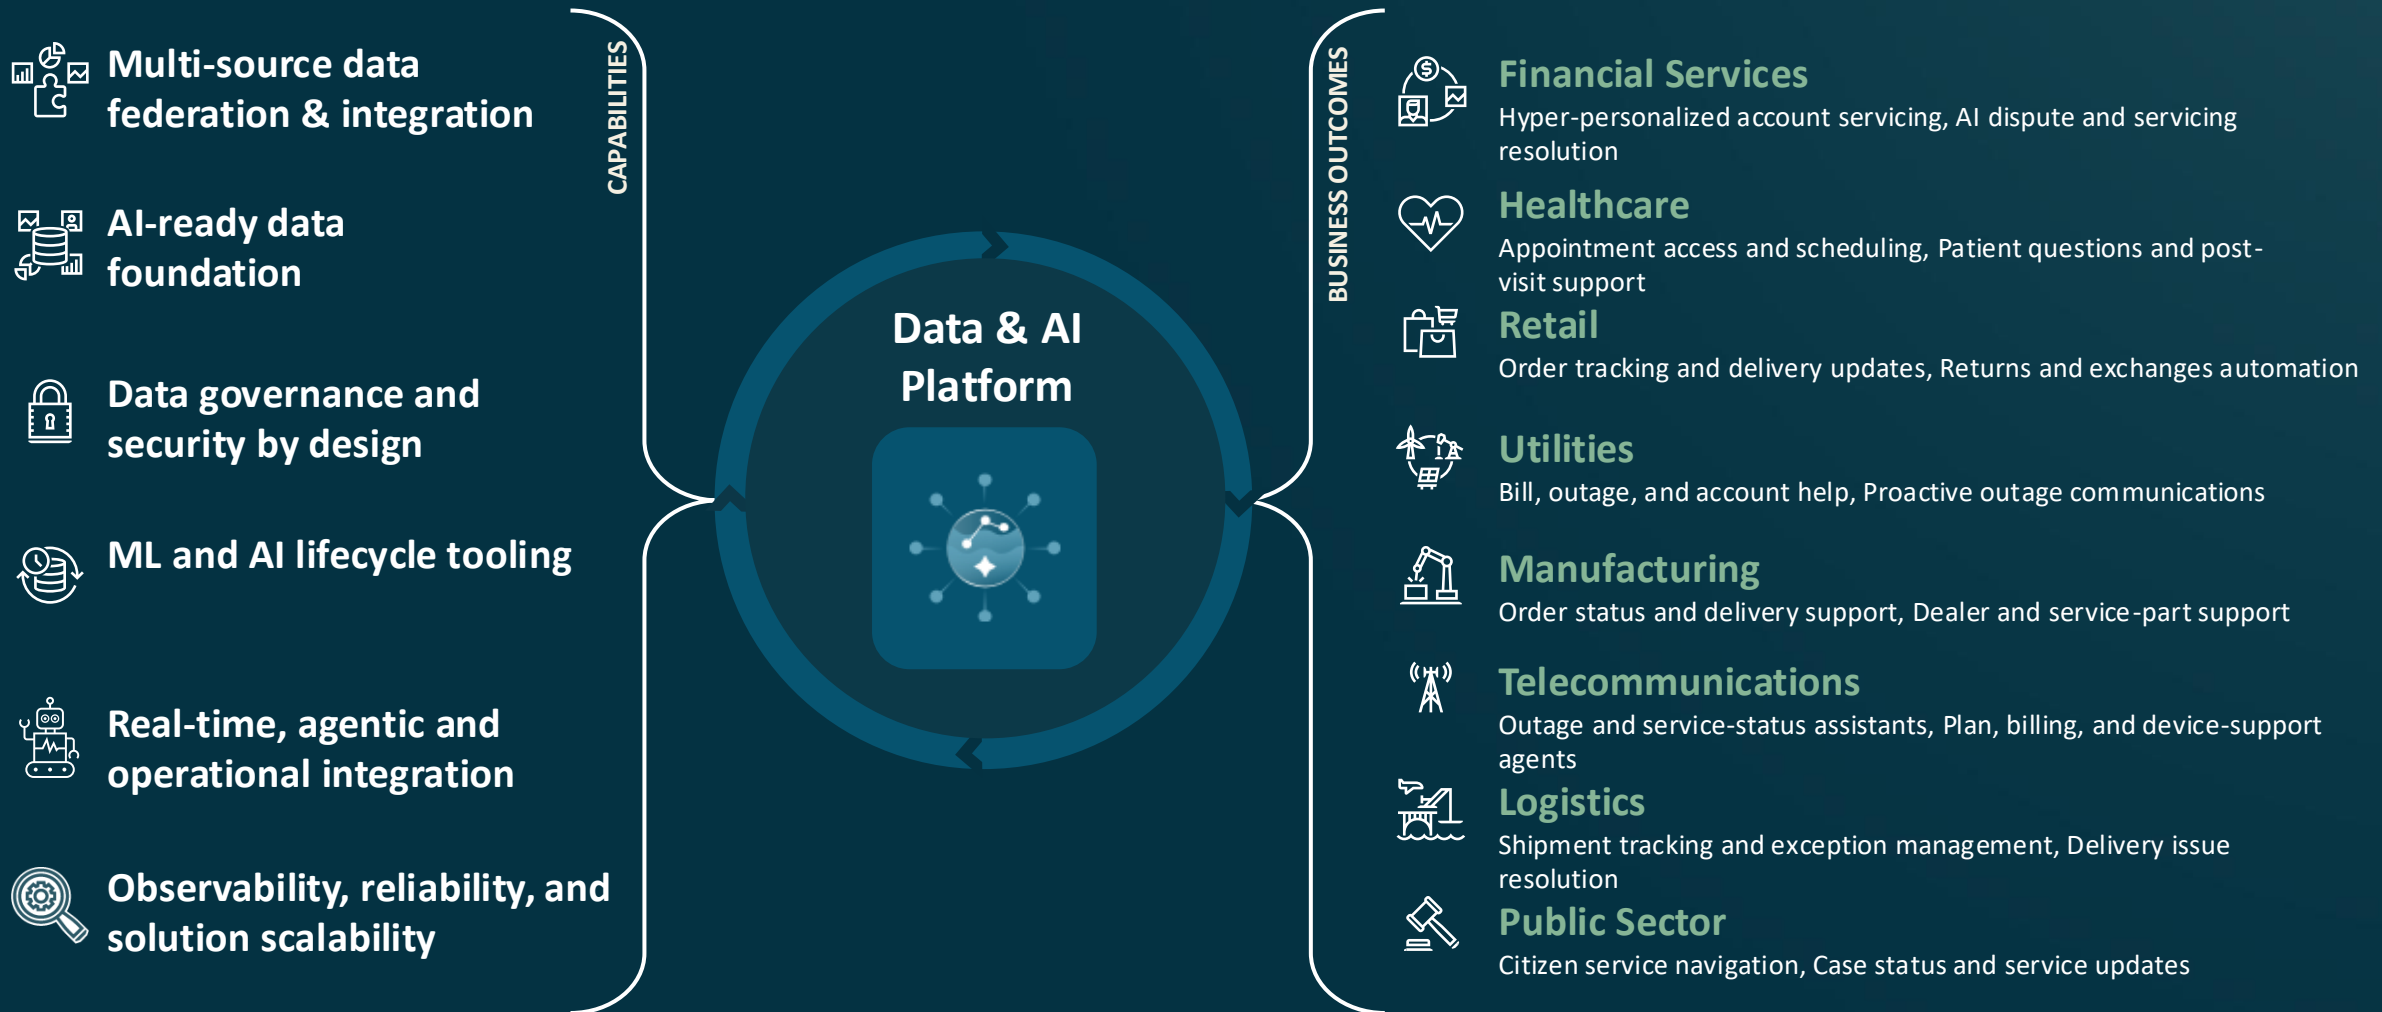 Multi-source data
federation & integration
AI-ready data
foundation
Data governance and
security by design
ML and AI lifecycle tooling
Real-time, agentic and
operational integration
Observability, reliability, and
solution scalability
CAPABILITIES
Data & AI
Platform
BUSINESS OUTCOMES
Financial Services
Hyper-personalized account servicing, AI dispute and servicing
resolution
Healthcare
Appointment access and scheduling, Patient questions and post-
visit support
Retail
Order tracking and delivery updates, Returns and exchanges automation
Utilities
Bill, outage, and account help, Proactive outage communications
Manufacturing
Order status and delivery support, Dealer and service-part support
Telecommunications
Outage and service-status assistants, Plan, billing, and device-support
agents
Logistics
Shipment tracking and exception management, Delivery issue
resolution
Public Sector
Citizen service navigation, Case status and service updates